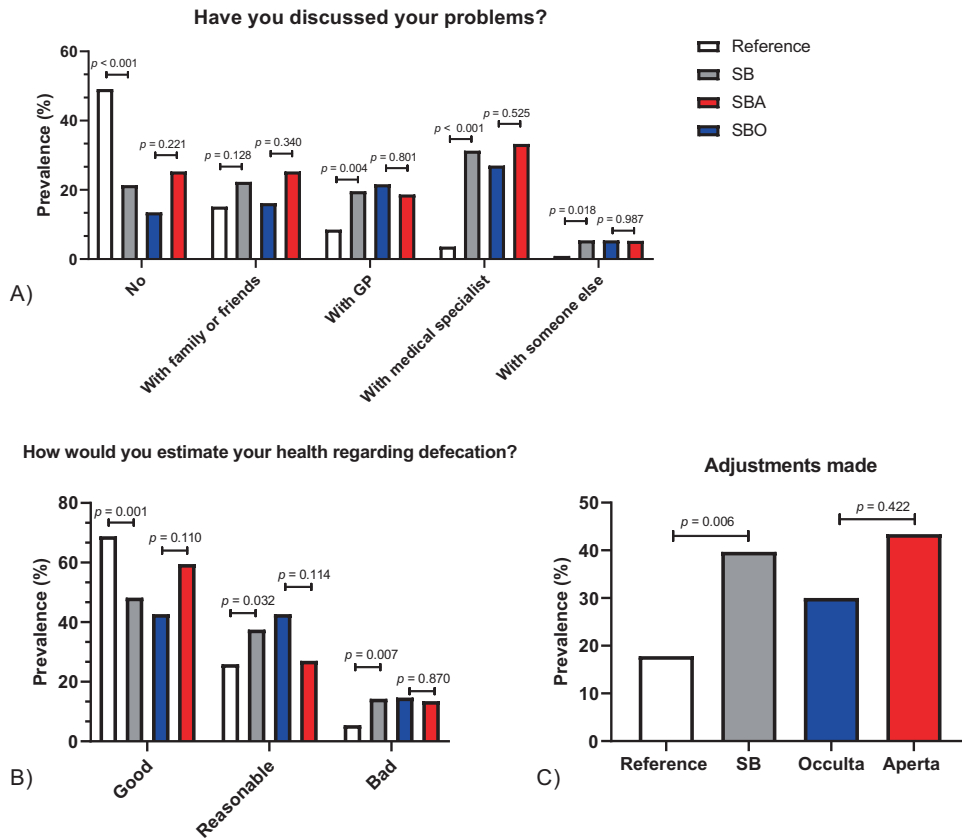 Have you discussed your problems?
Reference
SB
SBA
SBO
Prevalence (%)
60
40
20
0
p < 0.001
p = 0.221
p = 0.128
p = 0.340
p = 0.004
p = 0.801
p < 0.001
p = 0.525
p = 0.018
p = 0.987
No
With family or friends
With GP
With medical specialist
With someone else
A)
How would you estimate your health regarding defecation?
Prevalence (%)
80
60
40
20
0
p = 0.001
p = 0.110
p = 0.032
p = 0.114
p = 0.007
p = 0.870
Good
Reasonable
Bad
B)
Adjustments made
Prevalence (%)
50
40
30
20
10
0
p = 0.006
p = 0.422
Reference
SB
Occulta
Aperta
C)